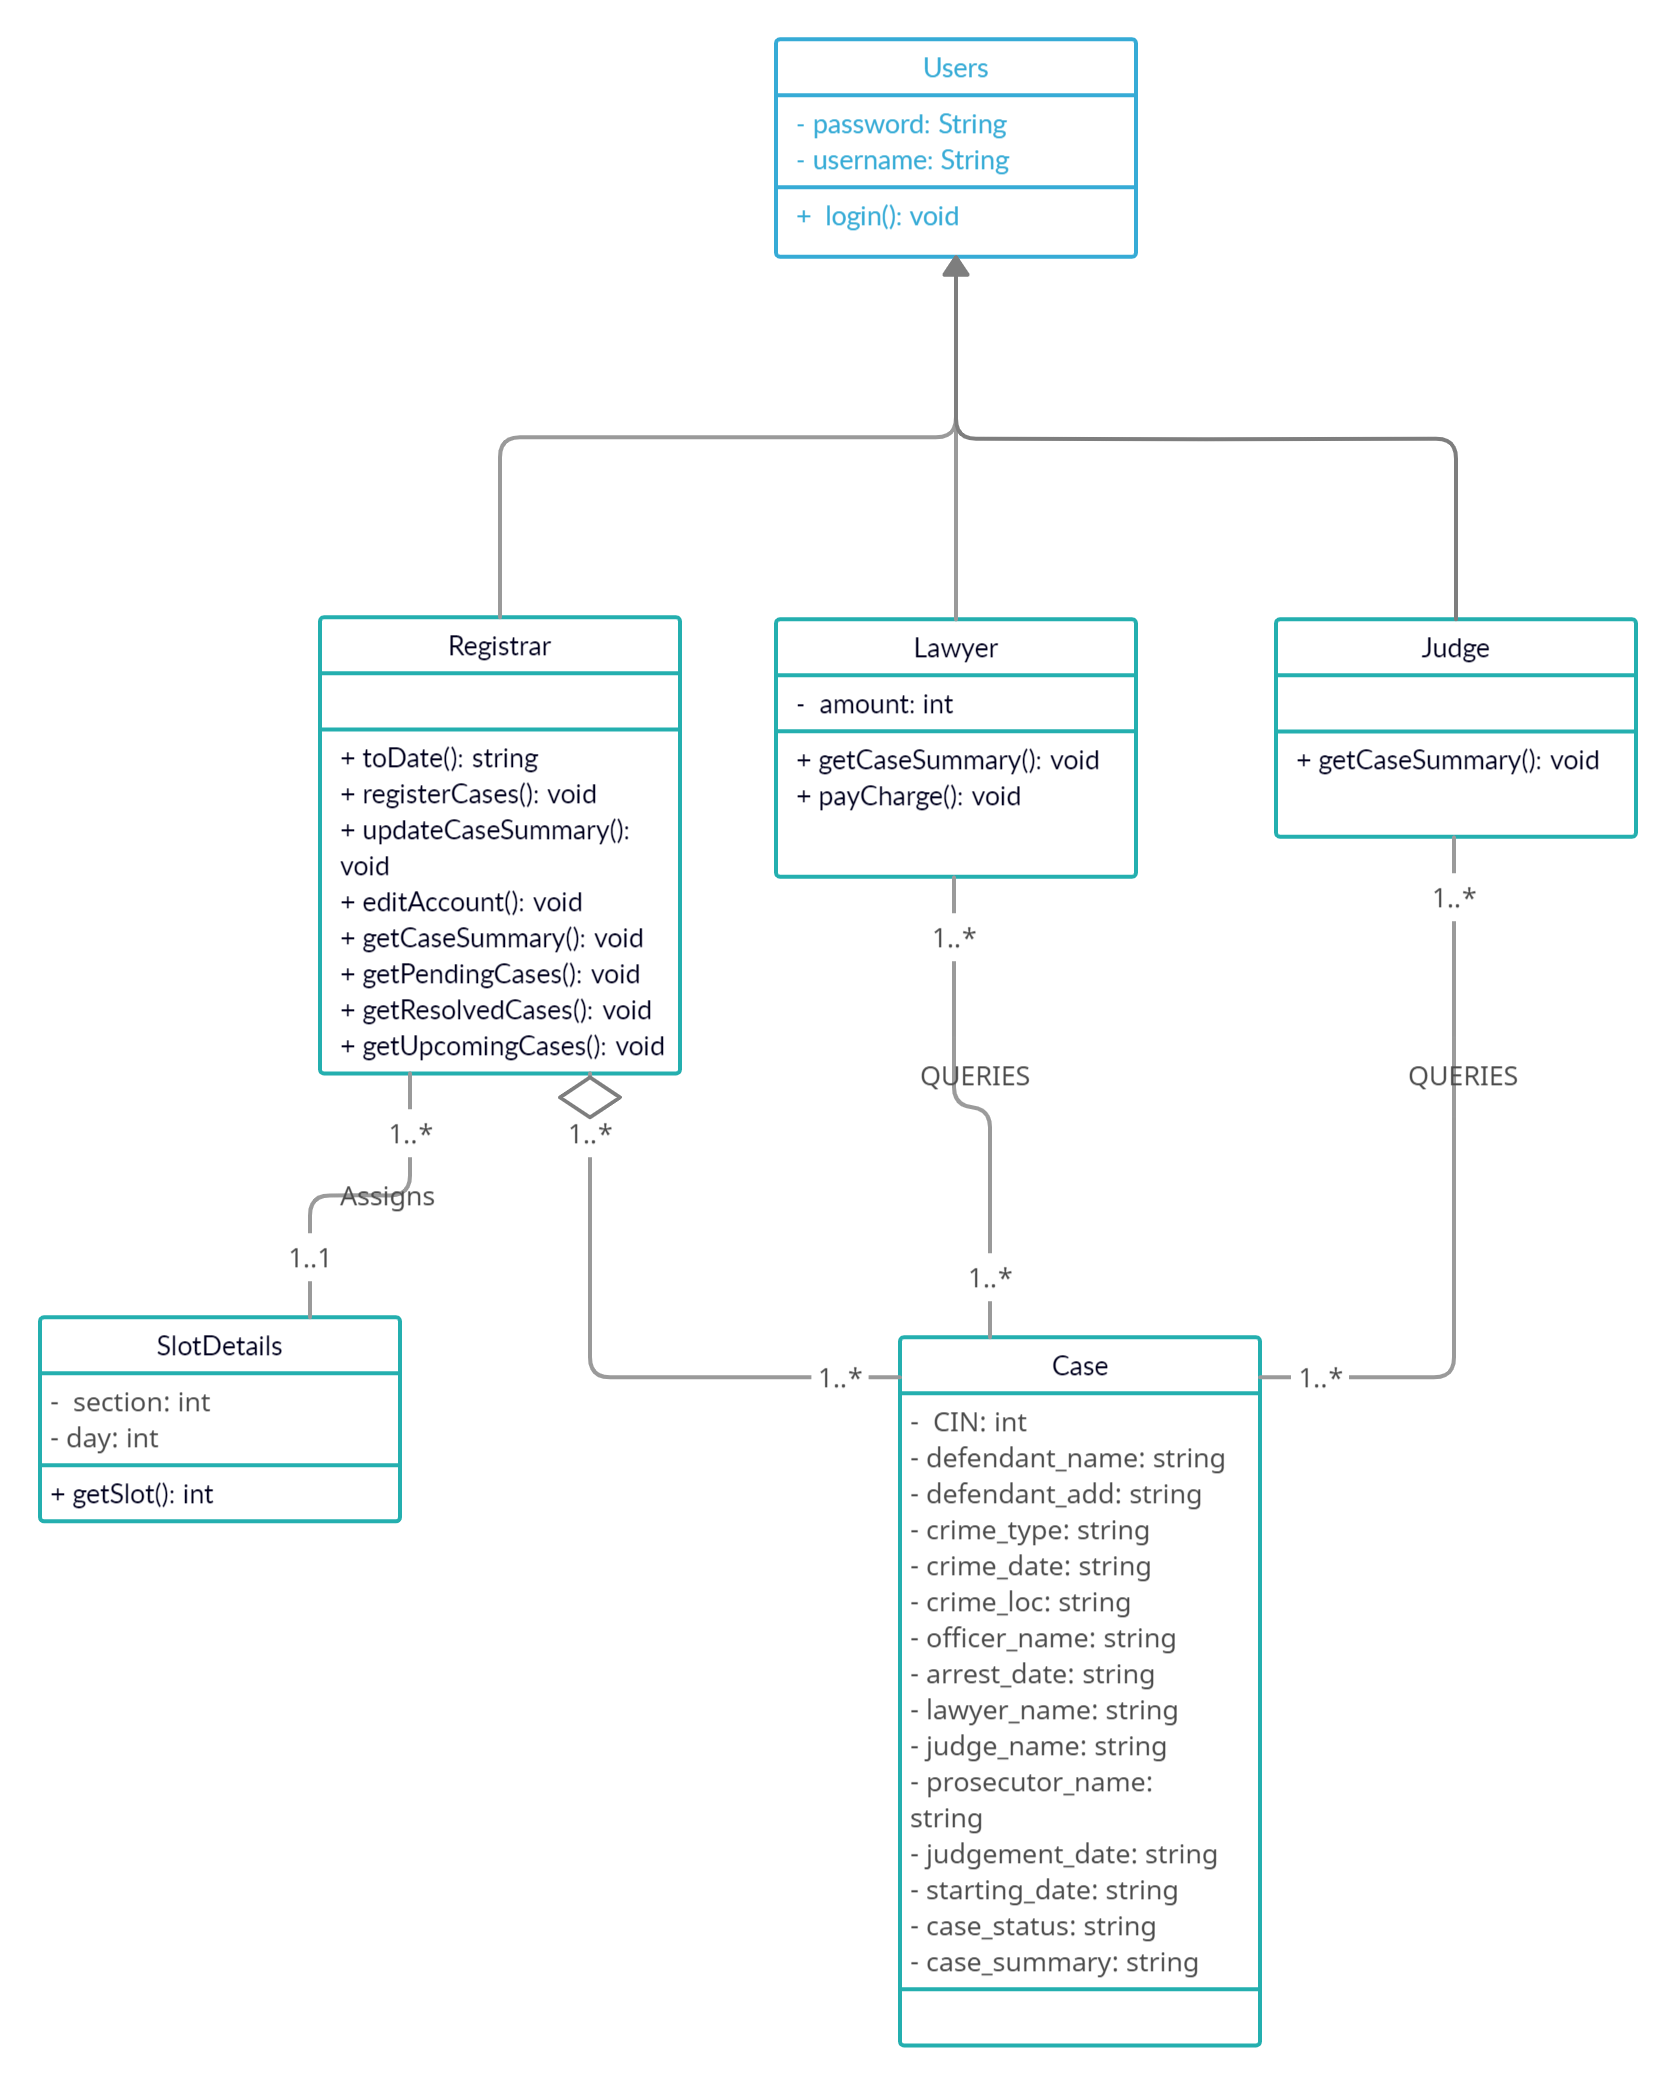 Users
- password: String
- username: String
+  login(): void
Registrar
+ toDate(): string
+ registerCases(): void
+ updateCaseSummary():
void
+ editAccount(): void
+ getCaseSummary(): void
+ getPendingCases(): void
+ getResolvedCases(): void
+ getUpcomingCases(): void
Lawyer
-  amount: int
+ getCaseSummary(): void
+ payCharge(): void
Judge
+ getCaseSummary(): void
1..*
1..*
QUERIES
QUERIES
1..*
1..*
Assigns
1..1
1..*
SlotDetails
-  section: int
- day: int
+ getSlot(): int
1..*
1..*
Case
-  CIN: int
- defendant_name: string
- defendant_add: string
- crime_type: string
- crime_date: string
- crime_loc: string
- officer_name: string
- arrest_date: string
- lawyer_name: string
- judge_name: string
- prosecutor_name:
string
- judgement_date: string
- starting_date: string
- case_status: string
- case_summary: string